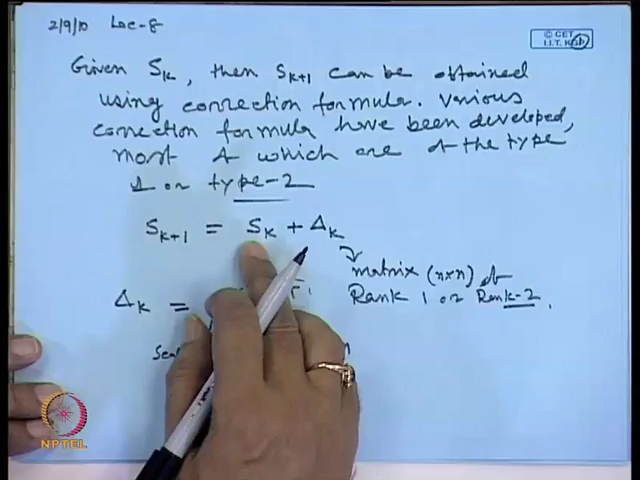 2/9/10 Lec-8
© CET
I.I.T. KGP
Given Sk, then Sk+1 can be obtained
using correction formula. Various
correction formula have been developed,
most of which are of the type
1 or type-2
Sk+1 = Sk + Δk
matrix (n×n) of
Rank 1 or Rank-2.
Δk =
NPTEL